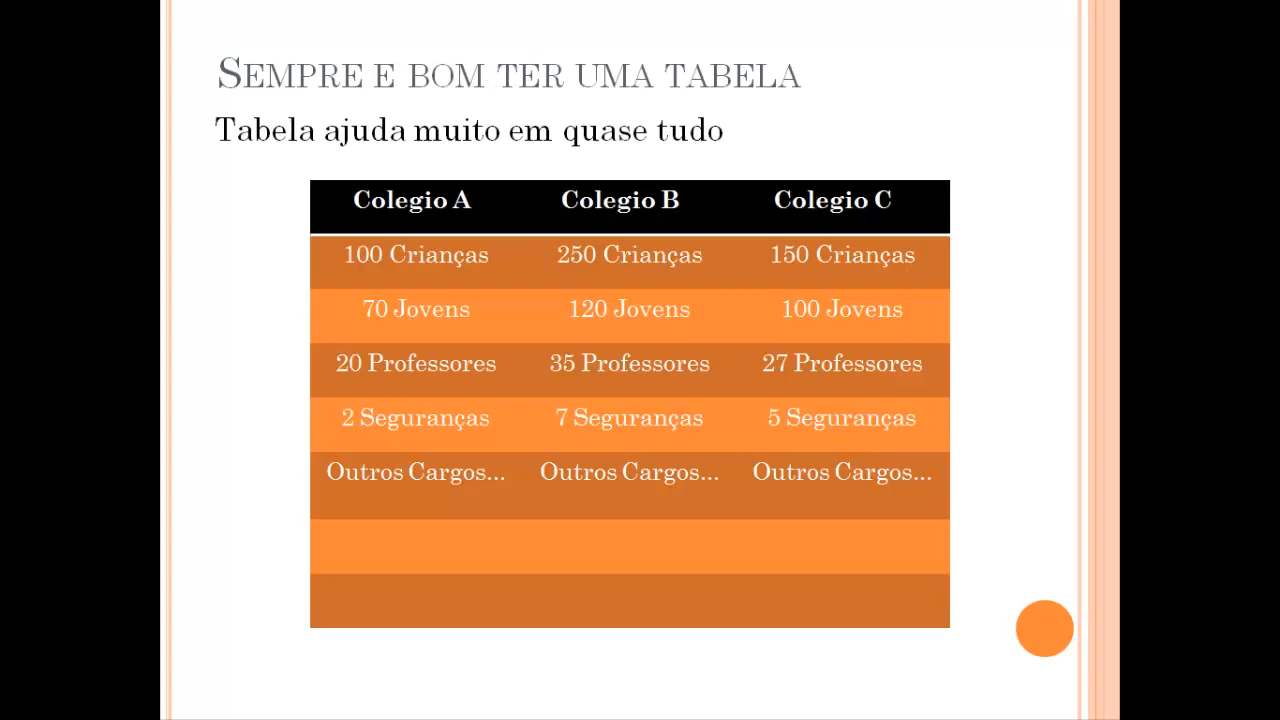 Sempre e bom ter uma tabela
Tabela ajuda muito em quase tudo
Colegio A Colegio B Colegio C
100 Crianças 250 Crianças 150 Crianças
70 Jovens 120 Jovens 100 Jovens
20 Professores 35 Professores 27 Professores
2 Seguranças 7 Seguranças 5 Seguranças
Outros Cargos... Outros Cargos... Outros Cargos...